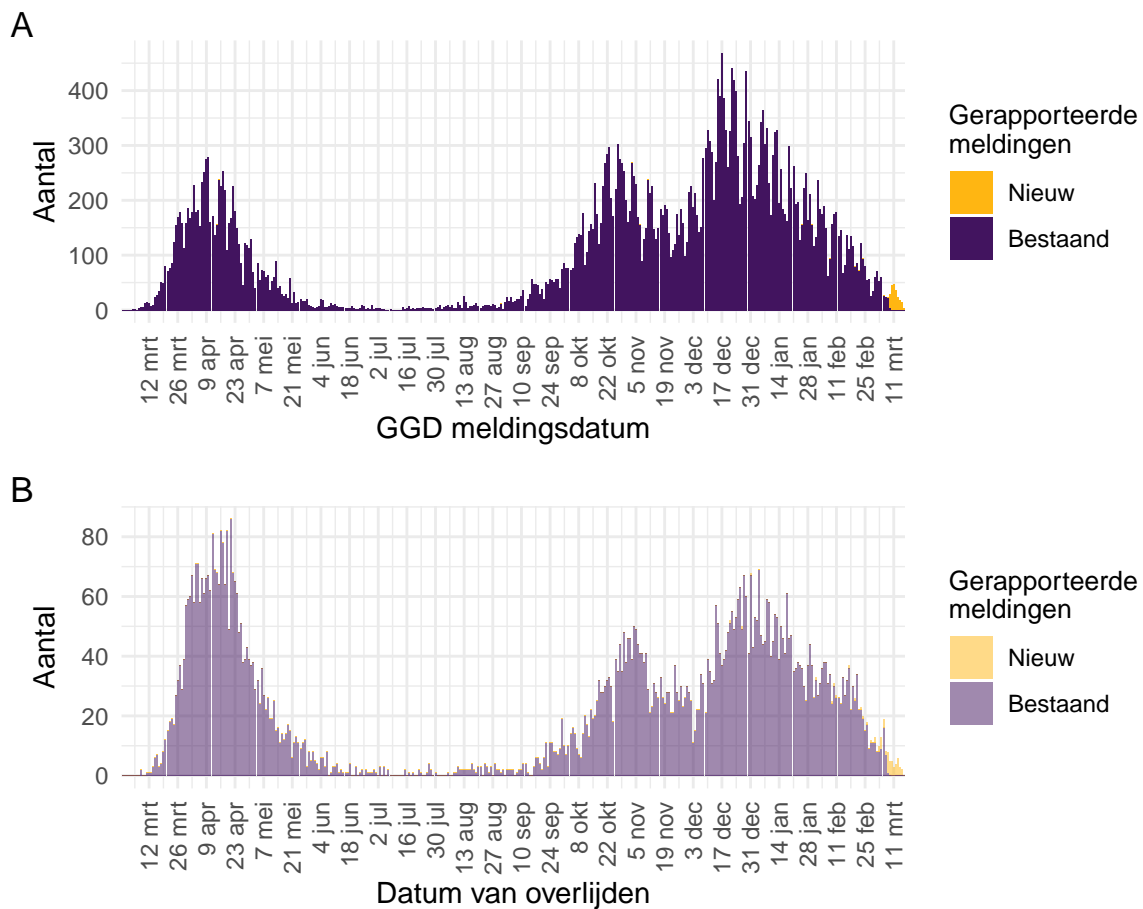 A
Aantal
400
300
200
100
0
12 mrt
26 mrt
9 apr
23 apr
7 mei
21 mei
4 jun
18 jun
2 jul
16 jul
30 jul
13 aug
27 aug
10 sep
24 sep
8 okt
22 okt
5 nov
19 nov
3 dec
17 dec
31 dec
14 jan
28 jan
11 feb
25 feb
11 mrt
GGD meldingsdatum
Gerapporteerde
meldingen
Nieuw
Bestaand
B
Aantal
80
60
40
20
0
12 mrt
26 mrt
9 apr
23 apr
7 mei
21 mei
4 jun
18 jun
2 jul
16 jul
30 jul
13 aug
27 aug
10 sep
24 sep
8 okt
22 okt
5 nov
19 nov
3 dec
17 dec
31 dec
14 jan
28 jan
11 feb
25 feb
11 mrt
Datum van overlijden
Gerapporteerde
meldingen
Nieuw
Bestaand